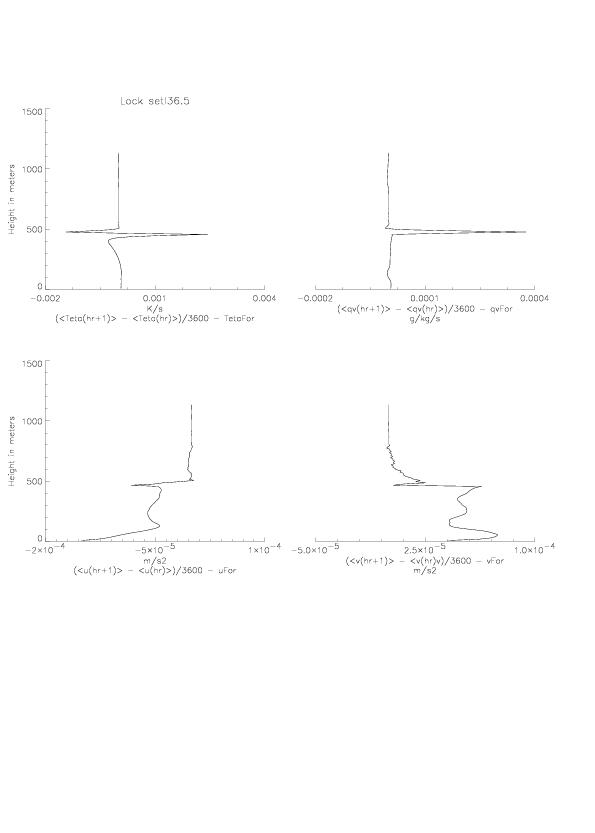 Lock setI36.5
1500
1000
500
0
Height in meters
-0.002 0.001 0.004
K/s
(<Teta(hr+1)> - <Teta(hr)>)/3600 - TetaFor
-0.0002 0.0001 0.0004
(<qv(hr+1)> - <qv(hr)>)/3600 - qvFor
g/kg/s
1500
1000
500
0
Height in meters
-2×10⁻⁴ -5×10⁻⁵ 1×10⁻⁴
m/s2
(<u(hr+1)> - <u(hr)>)/3600 - uFor
-5.0×10⁻⁵ 2.5×10⁻⁵ 1.0×10⁻⁴
(<v(hr+1)> - <v(hr)v)/3600 - vFor
m/s2